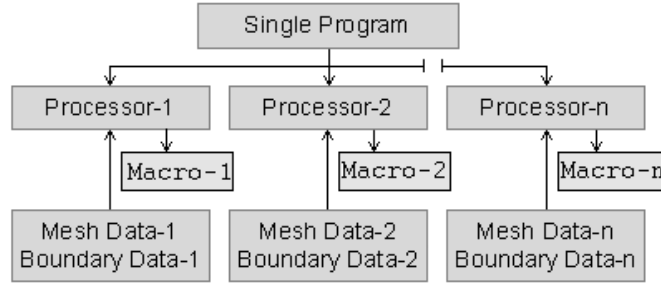 Single Program
Processor-1
Processor-2
Processor-n
Macro-1
Macro-2
Macro-n
Mesh Data-1
Boundary Data-1
Mesh Data-2
Boundary Data-2
Mesh Data-n
Boundary Data-n